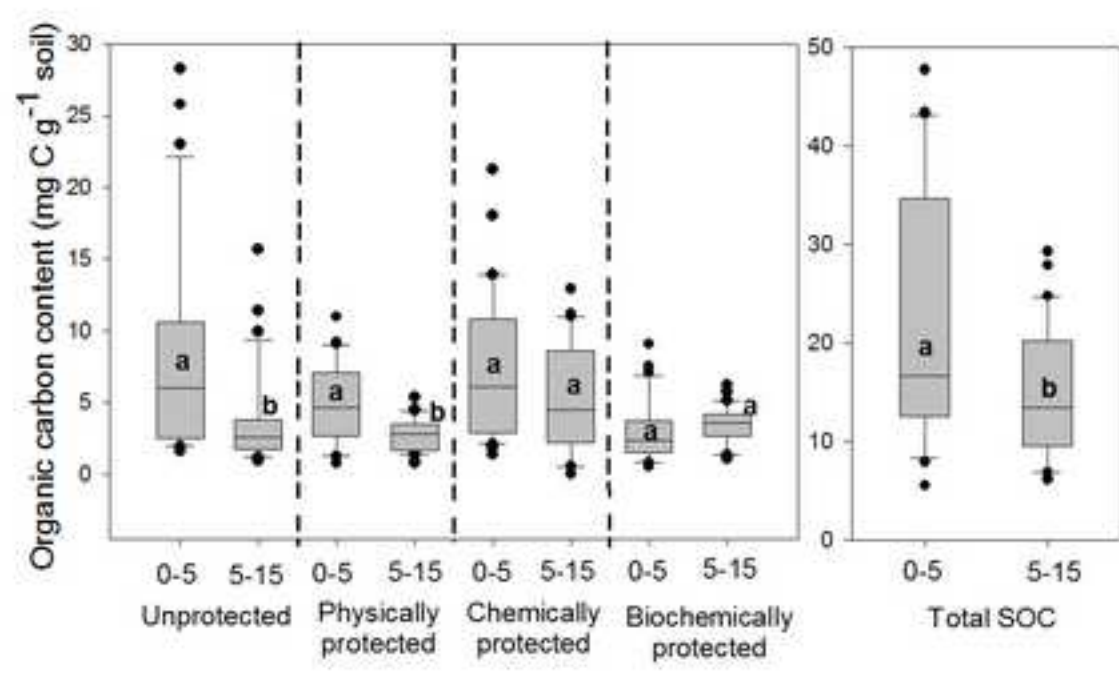 Organic carbon content (mg C g⁻¹ soil)
30
25
20
15
10
5
0
a
b
a
b
a
a
a
a
0-5 5-15 0-5 5-15 0-5 5-15 0-5 5-15
Unprotected
Physically
protected
Chemically
protected
Biochemically
protected
50
40
30
20
10
0
a
b
0-5 5-15
Total SOC